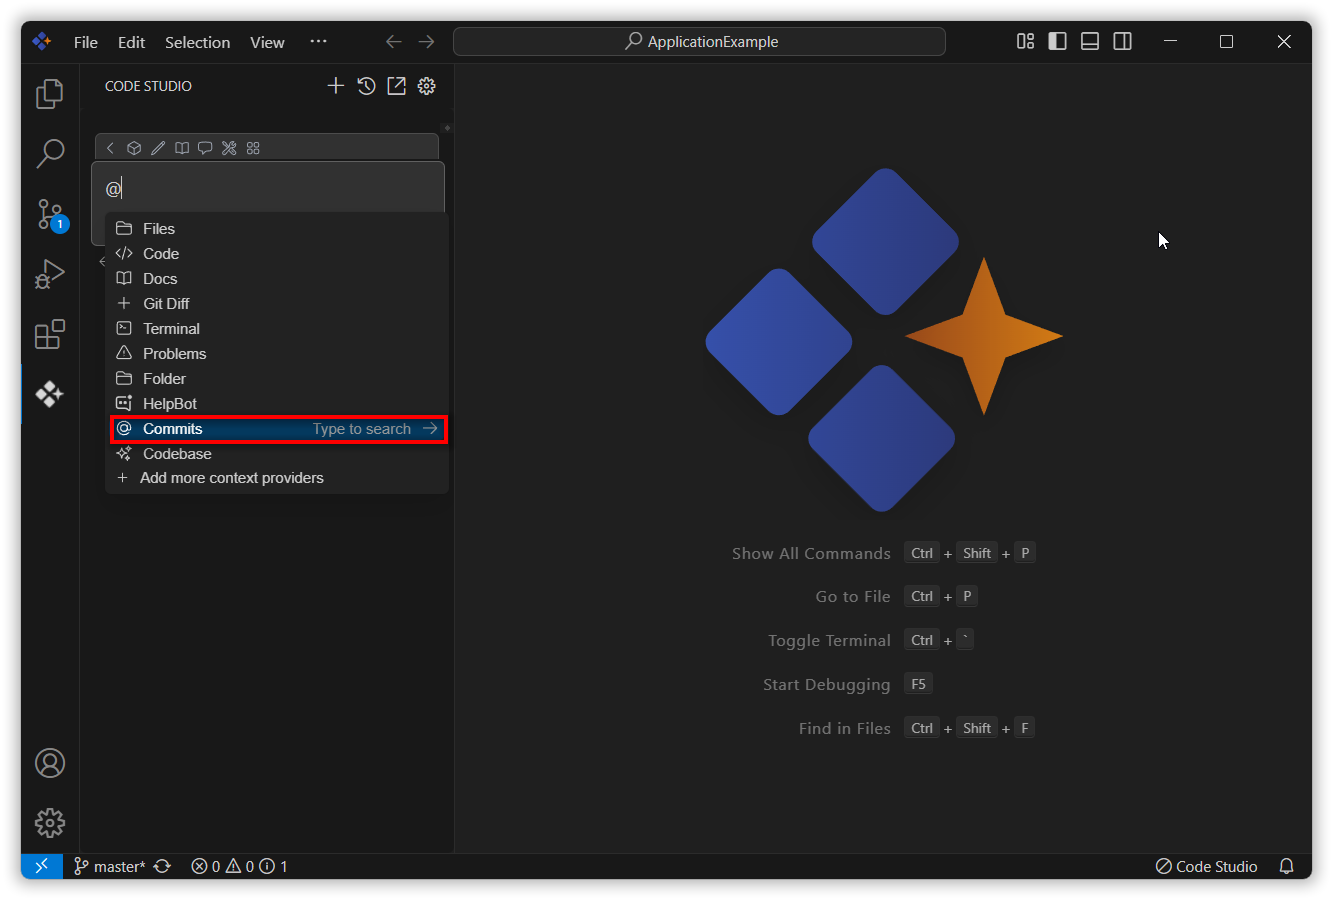 File Edit Selection View ···
ApplicationExample
CODE STUDIO
@
Files
Code
Docs
Git Diff
Terminal
Problems
Folder
HelpBot
Commits Type to search →
Codebase
+ Add more context providers
Show All Commands Ctrl + Shift + P
Go to File Ctrl + P
Toggle Terminal Ctrl + `
Start Debugging F5
Find in Files Ctrl + Shift + F
1
master* 0 0 1
Code Studio